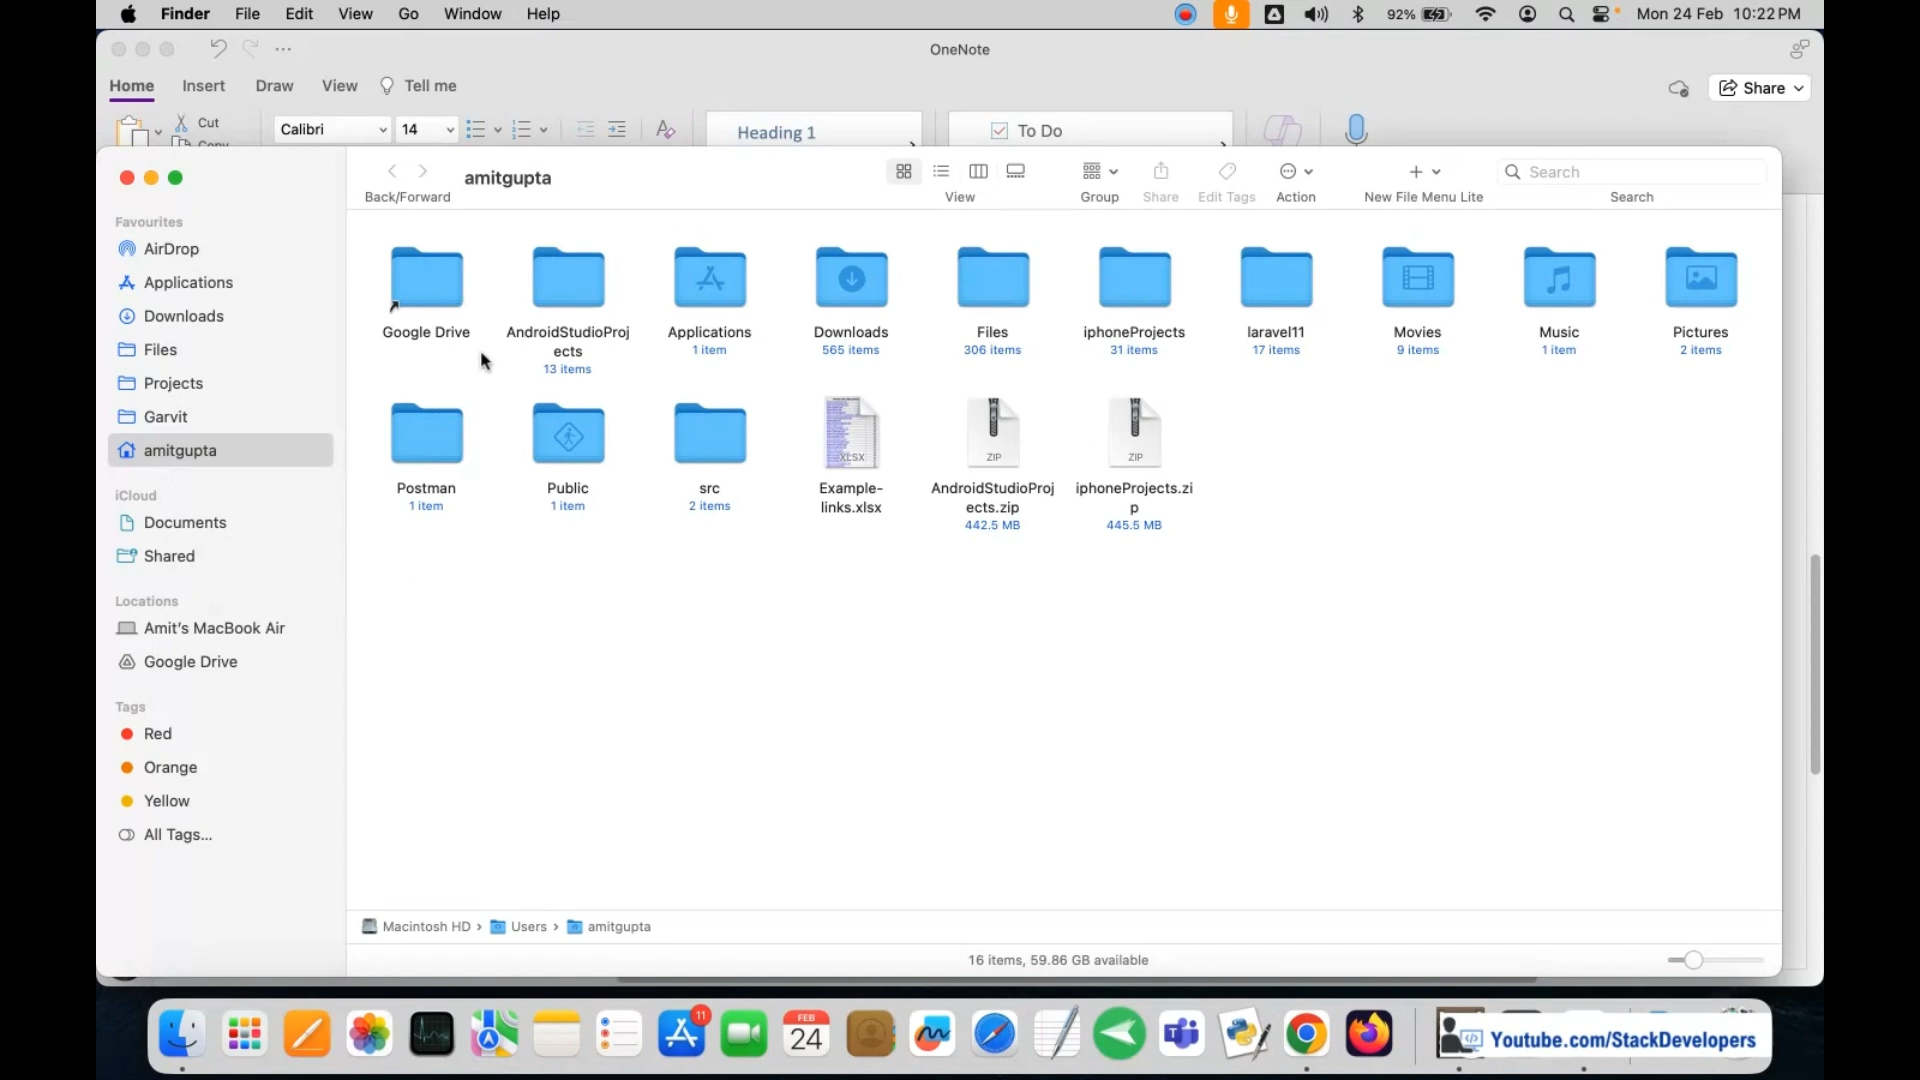 Finder File Edit View Go Window Help 92% Mon 24 Feb 10:22 PM
OneNote
Home Insert Draw View Tell me Share
Cut Calibri 14 Heading 1 To Do
amitgupta Search
Back/Forward View Group Share Edit Tags Action New File Menu Lite Search
Favourites
AirDrop
Applications
Downloads
Files
Projects
Garvit
amitgupta
iCloud
Documents
Shared
Locations
Amit's MacBook Air
Google Drive
Tags
Red
Orange
Yellow
All Tags...
Google Drive
AndroidStudioProj
ects
13 items
Applications
1 item
Downloads
565 items
Files
306 items
iphoneProjects
31 items
laravel11
17 items
Movies
9 items
Music
1 item
Pictures
2 items
Postman
1 item
Public
1 item
src
2 items
XLSX
Example-
links.xlsx
ZIP
AndroidStudioProj
ects.zip
442.5 MB
ZIP
iphoneProjects.zi
p
445.5 MB
Macintosh HD › Users › amitgupta
16 items, 59.86 GB available
11
FEB
24
Youtube.com/StackDevelopers